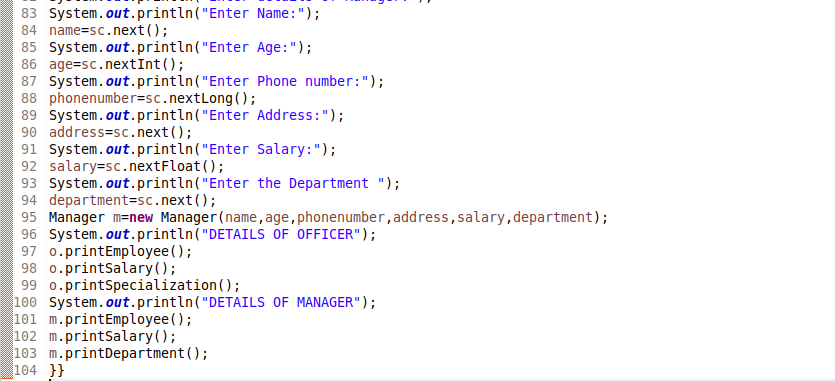 83 System.out.println("Enter Name:");
84 name=sc.next();
85 System.out.println("Enter Age:");
86 age=sc.nextInt();
87 System.out.println("Enter Phone number:");
88 phonenumber=sc.nextLong();
89 System.out.println("Enter Address:");
90 address=sc.next();
91 System.out.println("Enter Salary:");
92 salary=sc.nextFloat();
93 System.out.println("Enter the Department ");
94 department=sc.next();
95 Manager m=new Manager(name,age,phonenumber,address,salary,department);
96 System.out.println("DETAILS OF OFFICER");
97 o.printEmployee();
98 o.printSalary();
99 o.printSpecialization();
100 System.out.println("DETAILS OF MANAGER");
101 m.printEmployee();
102 m.printSalary();
103 m.printDepartment();
104 }}